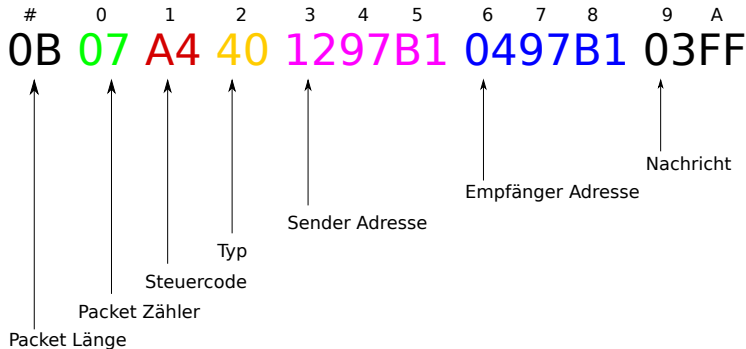 # 0 1 2 3 4 5 6 7 8 9 A
0B 07 A4 40 1297B1 0497B1 03FF
Nachricht
Empfänger Adresse
Sender Adresse
Typ
Steuercode
Packet Zähler
Packet Länge